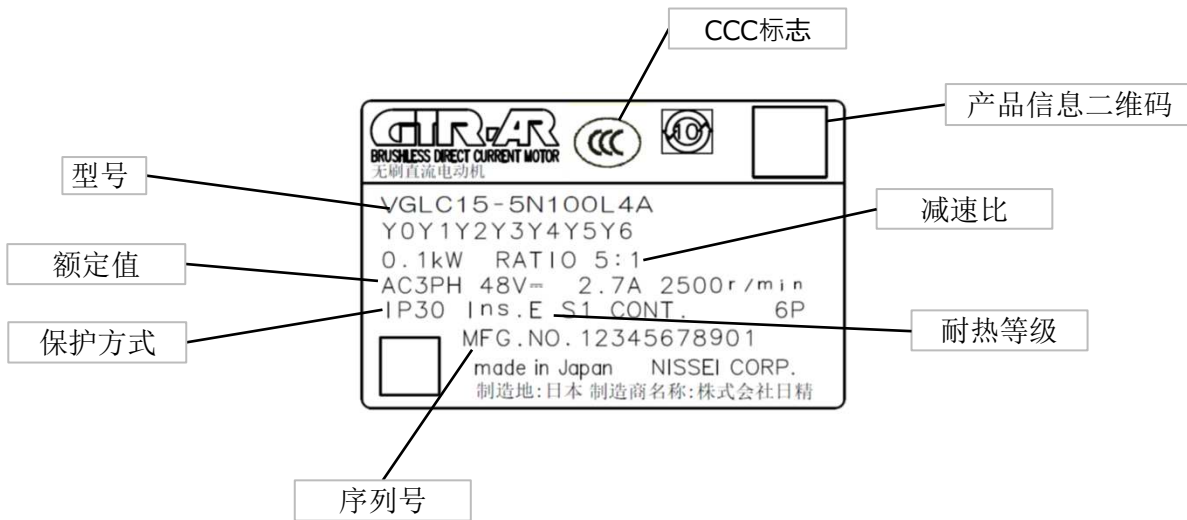 CCC标志
产品信息二维码
GTR-AR
CCC
10
BRUSHLESS DIRECT CURRENT MOTOR
无刷直流电动机
型号
VGLC15-5N100L4A
减速比
Y0Y1Y2Y3Y4Y5Y6
额定值
0.1kW RATIO 5:1
AC3PH 48V⎓ 2.7A 2500r/min
IP30 Ins.E S1 CONT. 6P
保护方式
耐热等级
MFG.NO.12345678901
made in Japan NISSEI CORP.
制造地:日本 制造商名称:株式会社日精
序列号